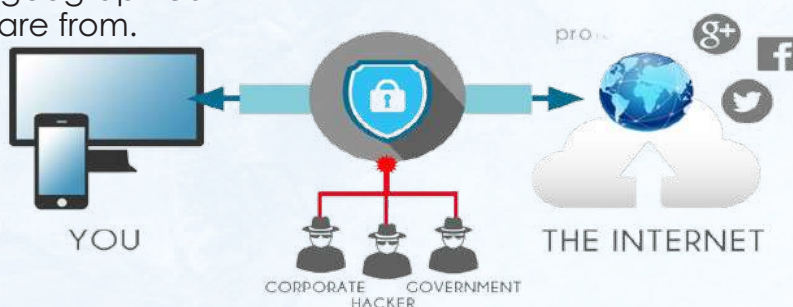 are from.
g+
f
YOU
THE INTERNET
CORPORATE GOVERNMENT
HACKER